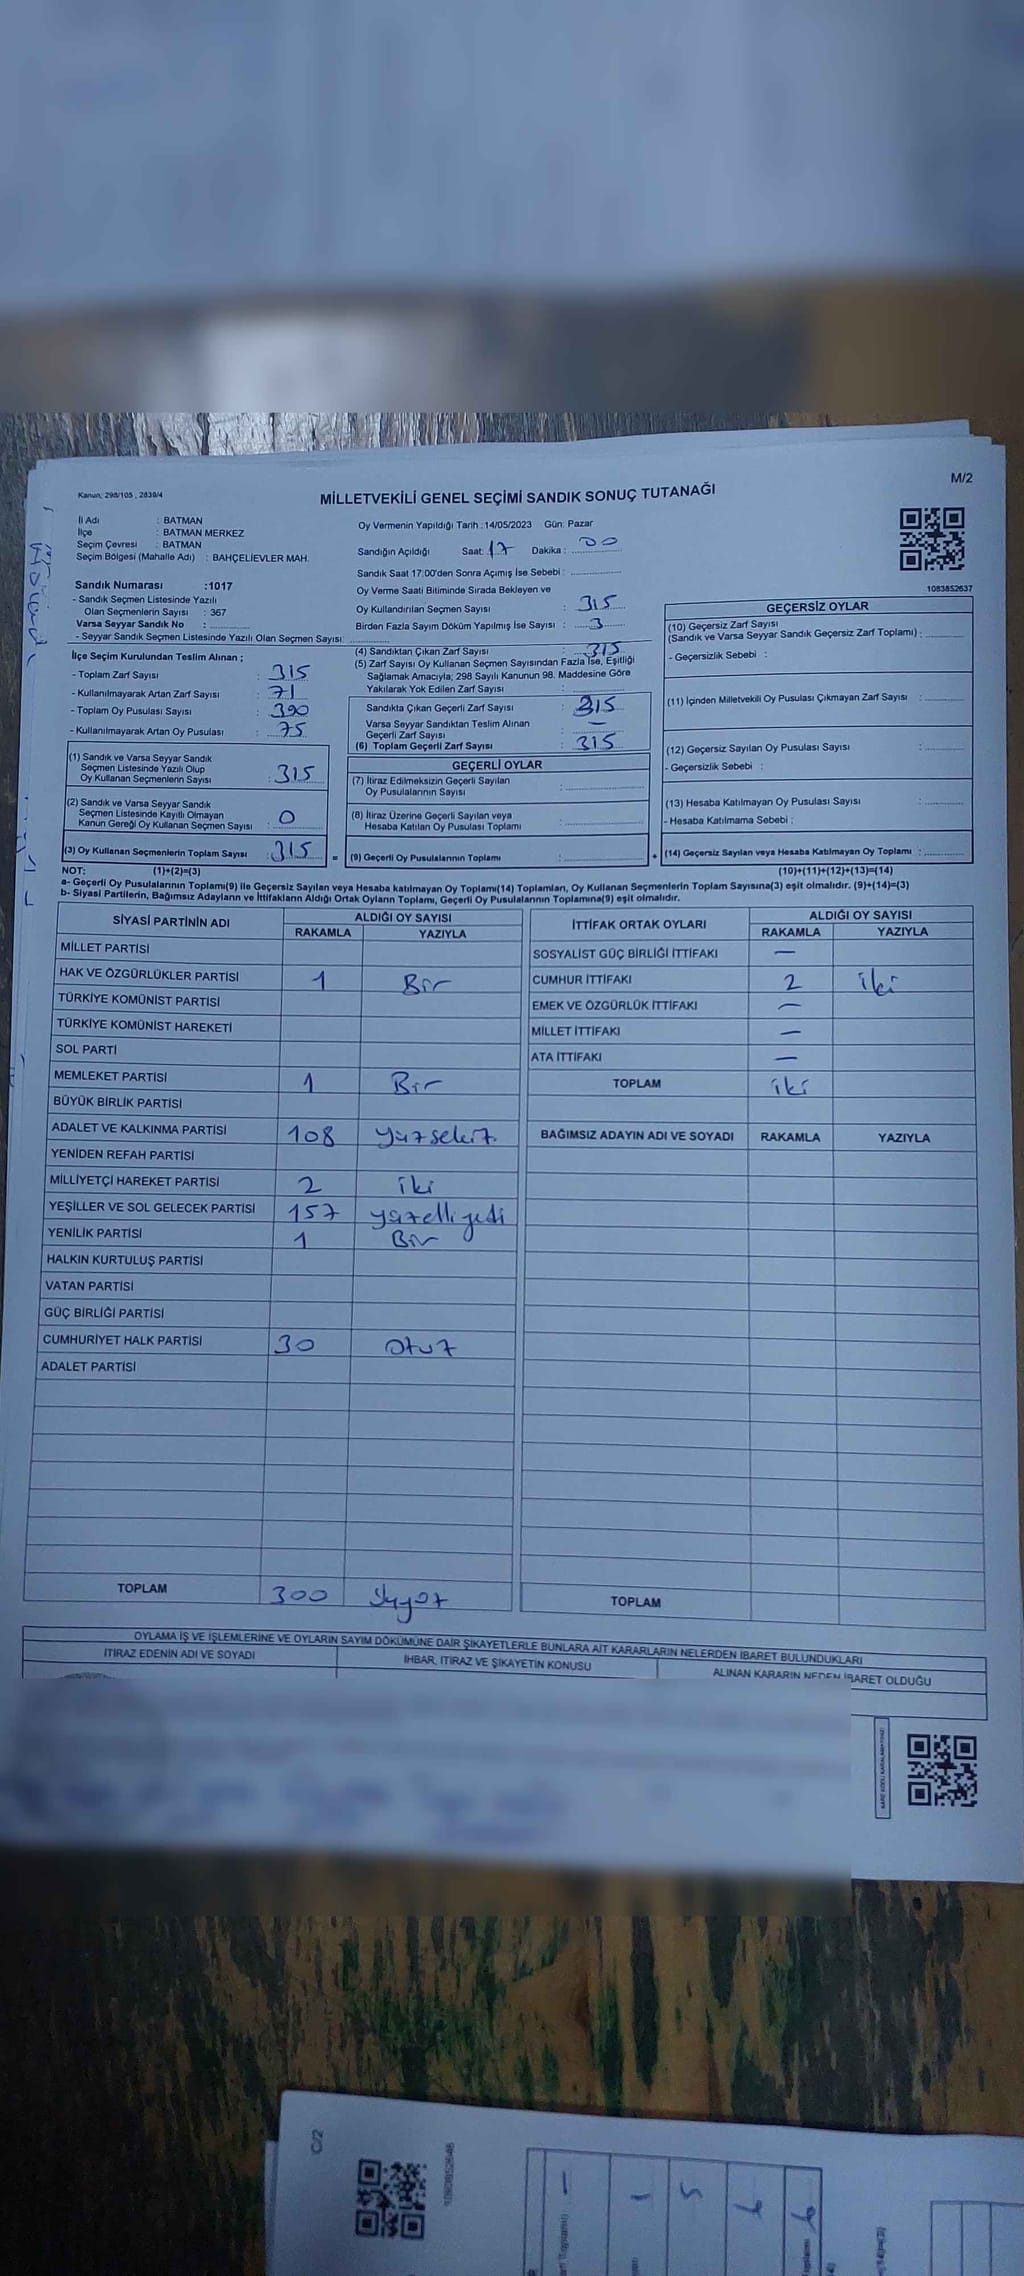 Kanun, 298/105 , 2839/4
MİLLETVEKİLİ GENEL SEÇİMİ SANDIK SONUÇ TUTANAĞI
M/2
İl Adı : BATMAN
İlçe : BATMAN MERKEZ
Seçim Çevresi : BATMAN
Seçim Bölgesi (Mahalle Adı) : BAHÇELİEVLER MAH.
Sandık Numarası :1017
- Sandık Seçmen Listesinde Yazılı
Olan Seçmenlerin Sayısı : 367
Varsa Seyyar Sandık No :
- Seyyar Sandık Seçmen Listesinde Yazılı Olan Seçmen Sayısı:
Oy Vermenin Yapıldığı Tarih :14/05/2023 Gün: Pazar
Sandığın Açıldığı Saat: 17 Dakika : 00
Sandık Saat 17:00'den Sonra Açımış İse Sebebi :
Oy Verme Saati Bitiminde Sırada Bekleyen ve
Oy Kullandırılan Seçmen Sayısı : 315
Birden Fazla Sayım Döküm Yapılmış İse Sayısı : 3
1083852637
İlçe Seçim Kurulundan Teslim Alınan ;
- Toplam Zarf Sayısı : 315
- Kullanılmayarak Artan Zarf Sayısı : 71
- Toplam Oy Pusulası Sayısı : 390
- Kullanılmayarak Artan Oy Pusulası : 75
(1) Sandık ve Varsa Seyyar Sandık
Seçmen Listesinde Yazılı Olup
Oy Kullanan Seçmenlerin Sayısı : 315
(2) Sandık ve Varsa Seyyar Sandık
Seçmen Listesinde Kayıtlı Olmayan
Kanun Gereği Oy Kullanan Seçmen Sayısı : 0
(3) Oy Kullanan Seçmenlerin Toplam Sayısı : 315
(4) Sandıktan Çıkan Zarf Sayısı : 315
(5) Zarf Sayısı Oy Kullanan Seçmen Sayısından Fazla İse, Eşitliği
Sağlamak Amacıyla, 298 Sayılı Kanunun 98. Maddesine Göre
Yakılarak Yok Edilen Zarf Sayısı :
Sandıkta Çıkan Geçerli Zarf Sayısı : 315
Varsa Seyyar Sandıktan Teslim Alınan
Geçerli Zarf Sayısı : —
(6) Toplam Geçerli Zarf Sayısı : 315
GEÇERLİ OYLAR
(7) İtiraz Edilmeksizin Geçerli Sayılan
Oy Pusulalarının Sayısı :
(8) İtiraz Üzerine Geçerli Sayılan veya
Hesaba Katılan Oy Pusulası Toplamı :
= (9) Geçerli Oy Pusulalarının Toplamı :
GEÇERSİZ OYLAR
(10) Geçersiz Zarf Sayısı
(Sandık ve Varsa Seyyar Sandık Geçersiz Zarf Toplamı) :
- Geçersizlik Sebebi :
(11) İçinden Milletvekili Oy Pusulası Çıkmayan Zarf Sayısı :
(12) Geçersiz Sayılan Oy Pusulası Sayısı :
- Geçersizlik Sebebi :
(13) Hesaba Katılmayan Oy Pusulası Sayısı :
- Hesaba Katılmama Sebebi :
+ (14) Geçersiz Sayılan veya Hesaba Katılmayan Oy Toplamı :
NOT: (1)+(2)=(3) (10)+(11)+(12)+(13)=(14)
a- Geçerli Oy Pusulalarının Toplamı(9) ile Geçersiz Sayılan veya Hesaba katılmayan Oy Toplamı(14) Toplamları, Oy Kullanan Seçmenlerin Toplam Sayısına(3) eşit olmalıdır. (9)+(14)=(3)
b- Siyasi Partilerin, Bağımsız Adayların ve İttifakların Aldığı Ortak Oyların Toplamı, Geçerli Oy Pusulalarının Toplamına(9) eşit olmalıdır.
SİYASİ PARTİNİN ADI ALDIĞI OY SAYISI
RAKAMLA YAZIYLA
MİLLET PARTİSİ
HAK VE ÖZGÜRLÜKLER PARTİSİ 1 Bir
TÜRKİYE KOMÜNİST PARTİSİ
TÜRKİYE KOMÜNİST HAREKETİ
SOL PARTİ
MEMLEKET PARTİSİ 1 Bir
BÜYÜK BİRLİK PARTİSİ
ADALET VE KALKINMA PARTİSİ 108 yüzsekiz
YENİDEN REFAH PARTİSİ
MİLLİYETÇİ HAREKET PARTİSİ 2 iki
YEŞİLLER VE SOL GELECEK PARTİSİ 157 yüzelliyedi
YENİLİK PARTİSİ 1 Bir
HALKIN KURTULUŞ PARTİSİ
VATAN PARTİSİ
GÜÇ BİRLİĞİ PARTİSİ
CUMHURİYET HALK PARTİSİ 30 otuz
ADALET PARTİSİ
TOPLAM 300 üçyüz
İTTİFAK ORTAK OYLARI ALDIĞI OY SAYISI
RAKAMLA YAZIYLA
SOSYALİST GÜÇ BİRLİĞİ İTTİFAKI —
CUMHUR İTTİFAKI 2 iki
EMEK VE ÖZGÜRLÜK İTTİFAKI —
MİLLET İTTİFAKI —
ATA İTTİFAKI —
TOPLAM iki
BAĞIMSIZ ADAYIN ADI VE SOYADI RAKAMLA YAZIYLA
TOPLAM
OYLAMA İŞ VE İŞLEMLERİNE VE OYLARIN SAYIM DÖKÜMÜNE DAİR ŞİKAYETLERLE BUNLARA AİT KARARLARIN NELERDEN İBARET BULUNDUKLARI
İTİRAZ EDENİN ADI VE SOYADI İHBAR, İTİRAZ VE ŞİKAYETİN KONUSU ALINAN KARARIN NEDEN İBARET OLDUĞU
C/2